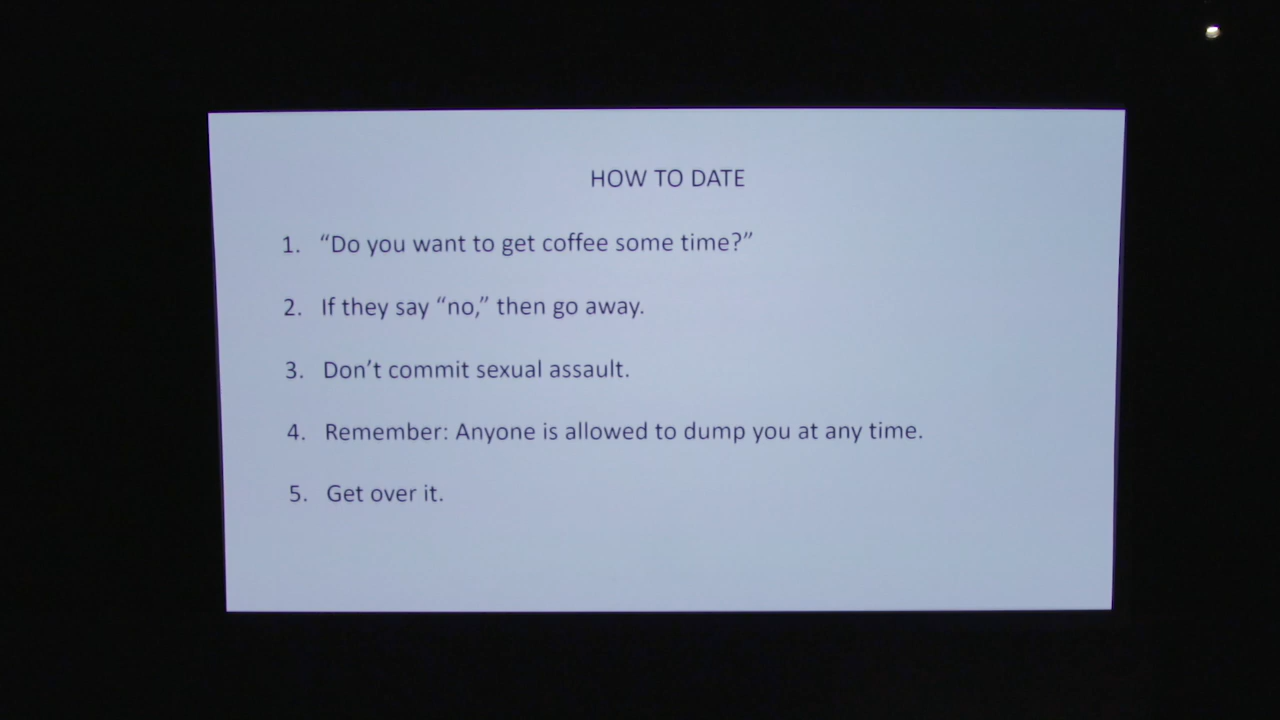 HOW TO DATE
1. “Do you want to get coffee some time?”
2. If they say “no,” then go away.
3. Don’t commit sexual assault.
4. Remember: Anyone is allowed to dump you at any time.
5. Get over it.